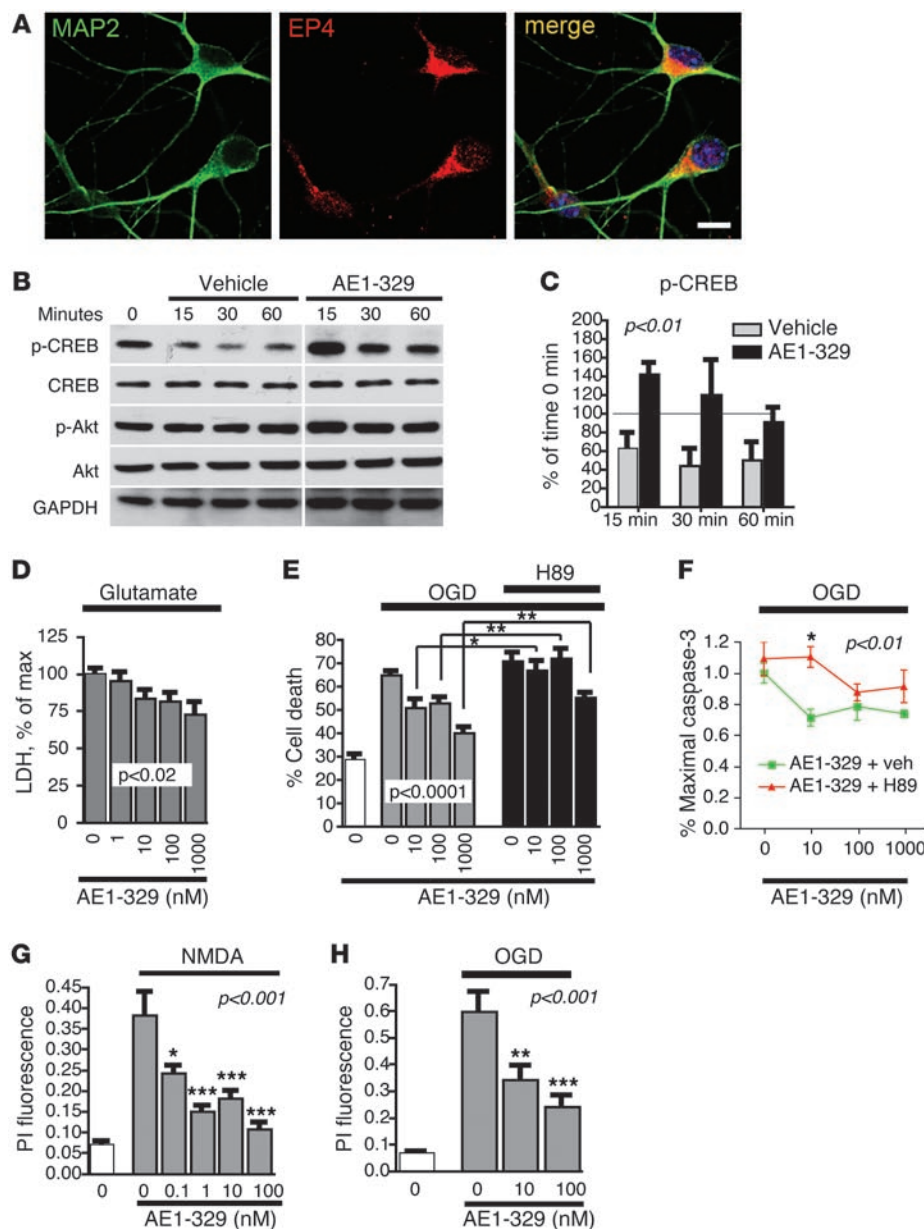 A
MAP2
EP4
merge
B
Vehicle
AE1-329
Minutes 0 15 30 60 15 30 60
p-CREB
CREB
p-Akt
Akt
GAPDH
C
p-CREB
% of time 0 min
200
180
160
140
120
100
80
60
40
20
0
p<0.01
Vehicle
AE1-329
15 min 30 min 60 min
D
Glutamate
LDH, % of max
125
100
75
50
25
0
p<0.02
0 1 10 100 1000
AE1-329 (nM)
E
H89
OGD
% Cell death
80
70
60
50
40
30
20
10
0
**
**
*
p<0.0001
0 0 10 100 1000 0 10 100 1000
AE1-329 (nM)
F
OGD
% Maximal caspase-3
1.2
1.0
0.8
0.6
0.4
0.2
0.0
*
p<0.01
AE1-329 + veh
AE1-329 + H89
0 10 100 1000
AE1-329 (nM)
G
NMDA
p<0.001
PI fluorescence
0.45
0.40
0.35
0.30
0.25
0.20
0.15
0.10
0.05
0.00
*
***
***
***
0 0 0.1 1 10 100
AE1-329 (nM)
H
OGD
p<0.001
PI fluorescence
0.7
0.6
0.5
0.4
0.3
0.2
0.1
0.0
**
***
0 0 10 100
AE1-329 (nM)